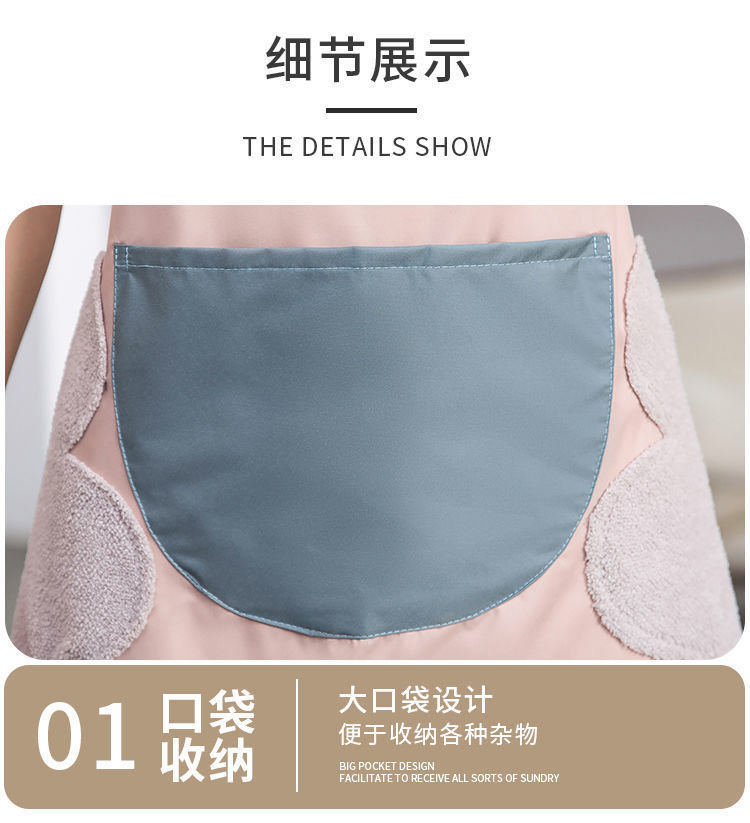 细节展示
THE DETAILS SHOW
01
口袋
收纳
大口袋设计
便于收纳各种杂物
BIG POCKET DESIGN
FACILITATE TO RECEIVE ALL SORTS OF SUNDRY